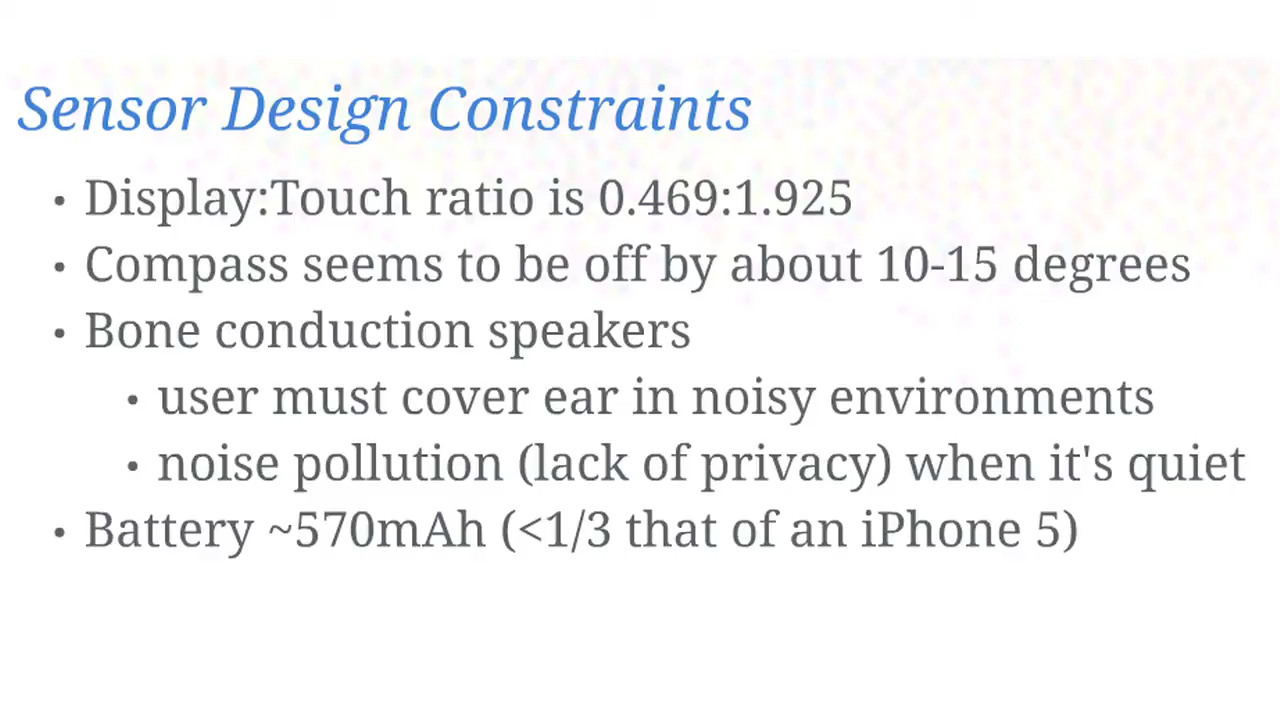 Sensor Design Constraints
• Display:Touch ratio is 0.469:1.925
• Compass seems to be off by about 10-15 degrees
• Bone conduction speakers
• user must cover ear in noisy environments
• noise pollution (lack of privacy) when it's quiet
• Battery ~570mAh (<1/3 that of an iPhone 5)